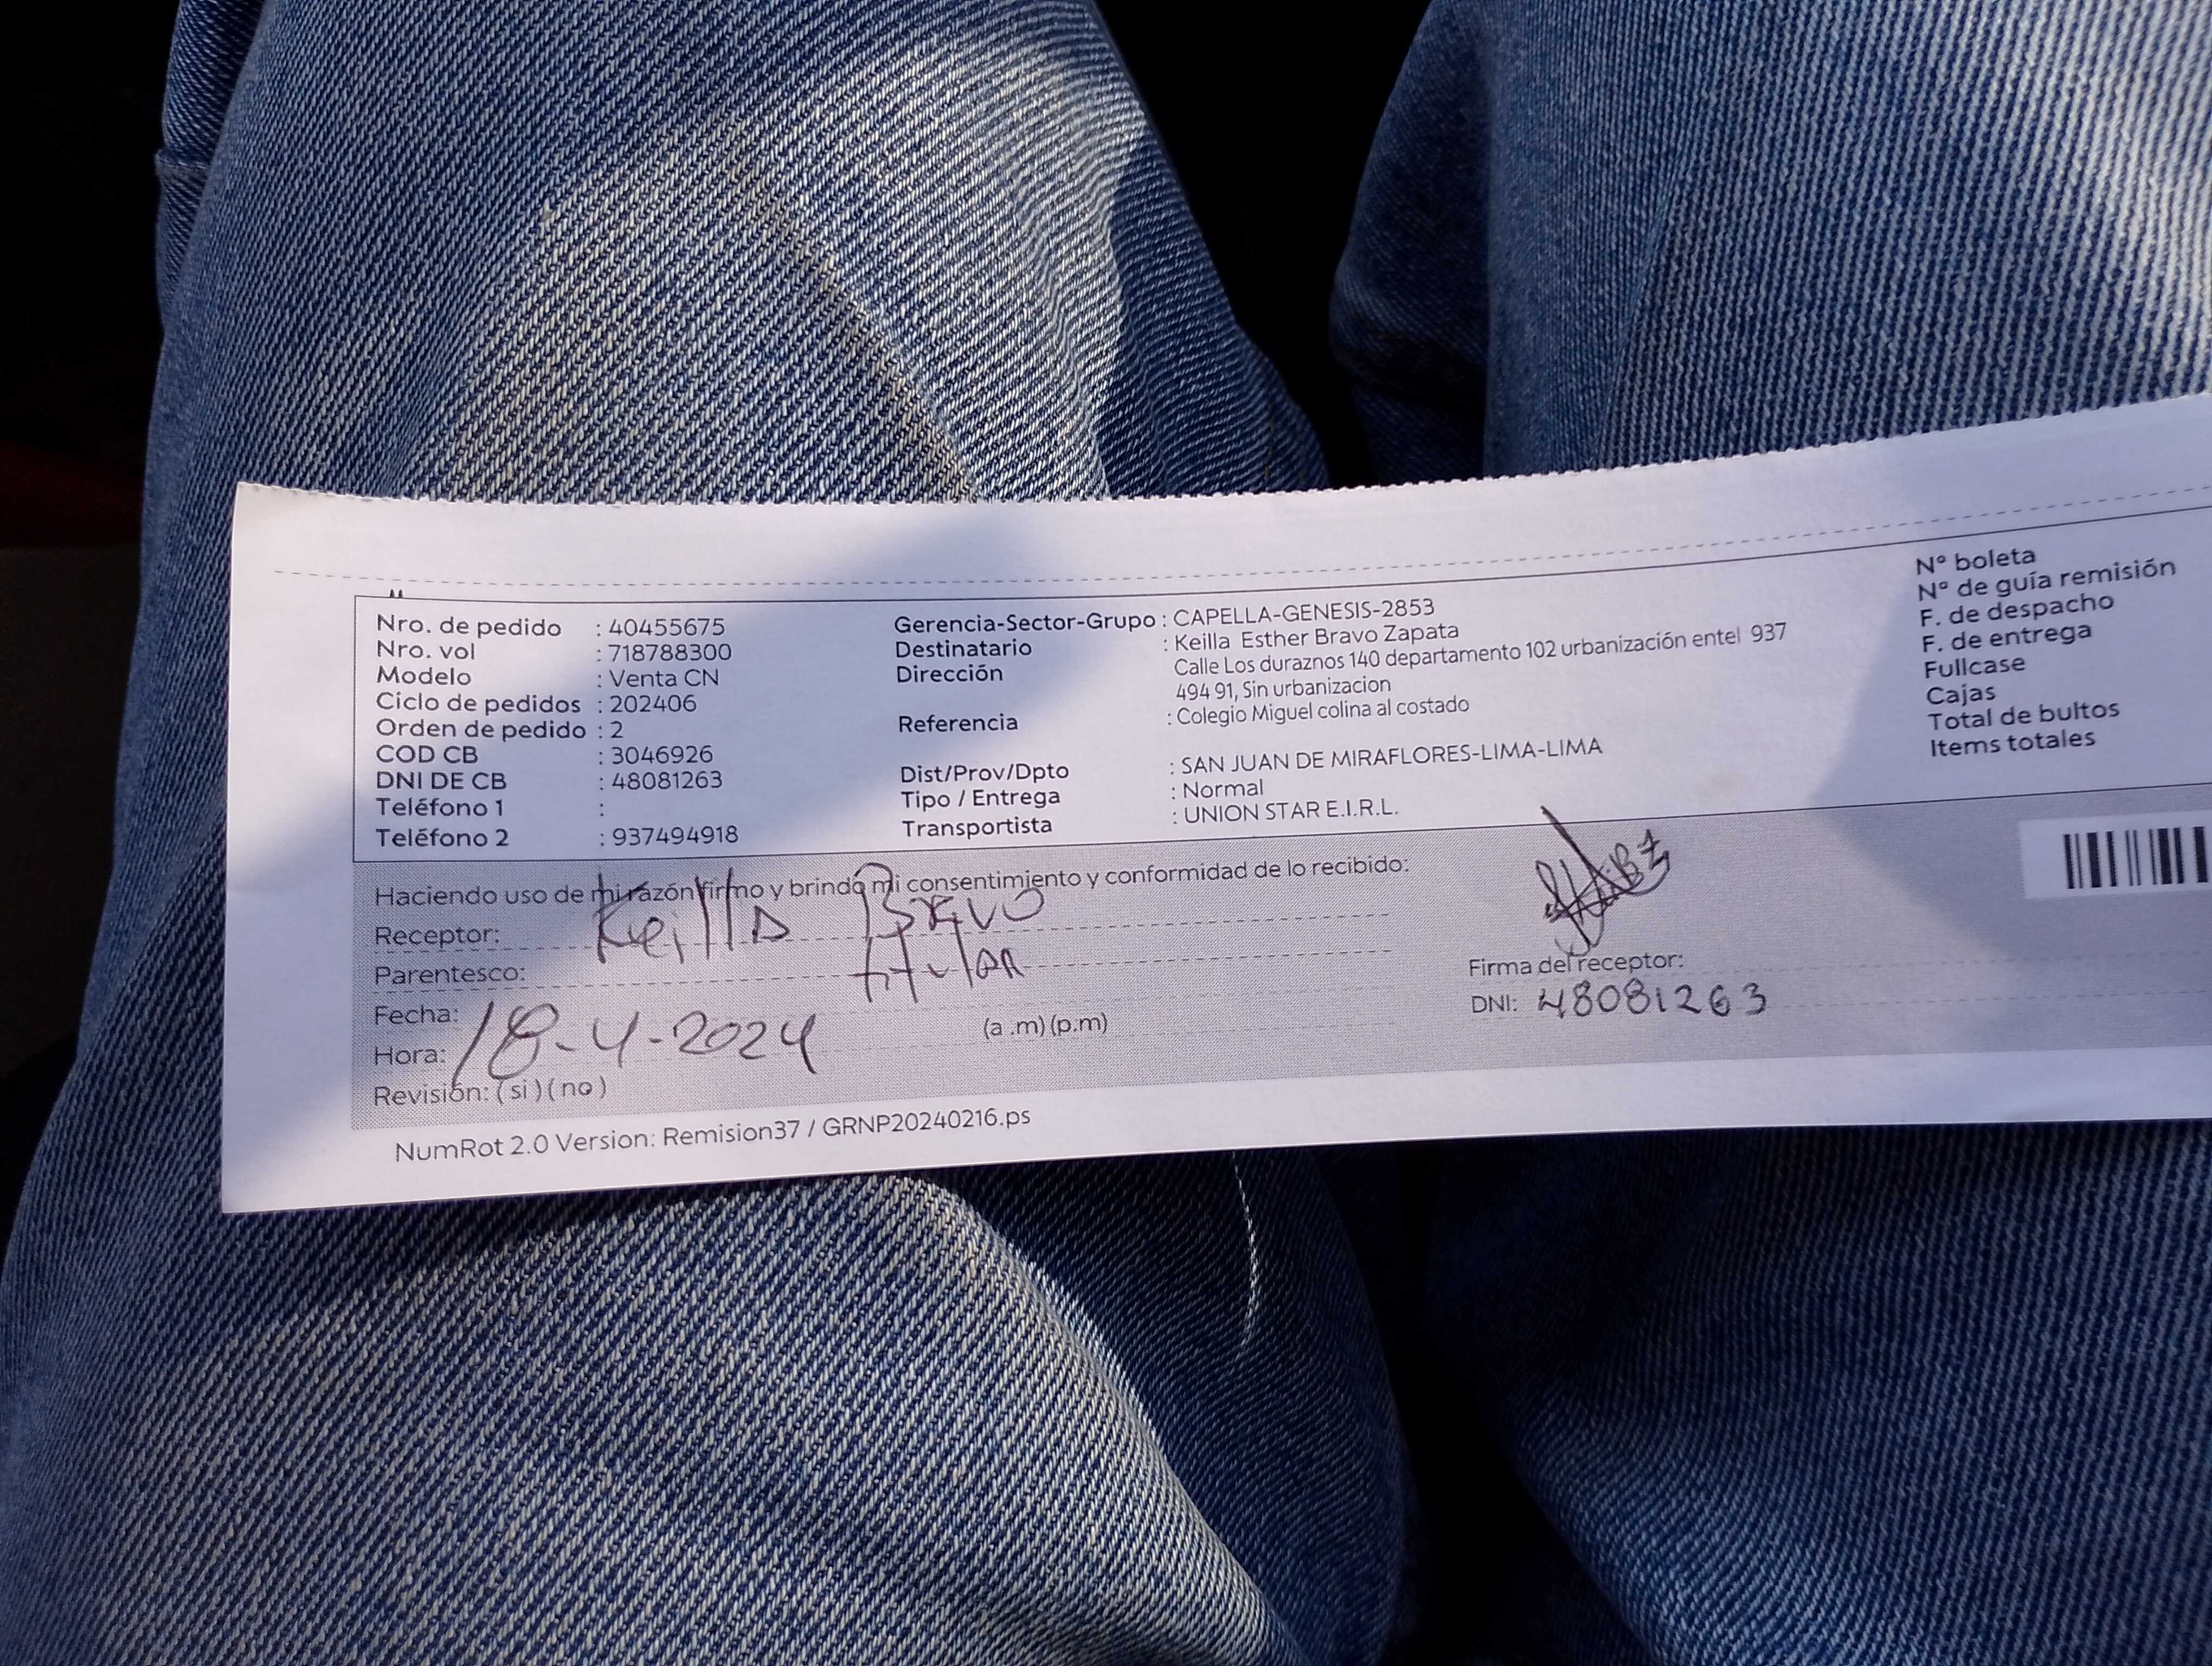 Nro. de pedido : 40455675
Nro. vol : 718788300
Modelo : Venta CN
Ciclo de pedidos : 202406
Orden de pedido : 2
COD CB : 3046926
DNI DE CB : 48081263
Teléfono 1 :
Teléfono 2 : 937494918
Gerencia-Sector-Grupo : CAPELLA-GENESIS-2853
Destinatario : Keilla Esther Bravo Zapata
Dirección Calle Los duraznos 140 departamento 102 urbanización entel 937
494 91, Sin urbanizacion
Referencia : Colegio Miguel colina al costado
Dist/Prov/Dpto : SAN JUAN DE MIRAFLORES-LIMA-LIMA
Tipo / Entrega : Normal
Transportista : UNION STAR E.I.R.L.
N° boleta
N° de guía remisión
F. de despacho
F. de entrega
Fullcase
Cajas
Total de bultos
Items totales
Haciendo uso de mi razón firmo y brindo mi consentimiento y conformidad de lo recibido:
Receptor: Keilla Bravo
Parentesco: titular
Fecha: 18-4-2024
Hora: (a .m) (p.m)
Revisión: (si) (no)
Firma del receptor:
DNI: 48081263
NumRot 2.0 Version: Remision37 / GRNP20240216.ps